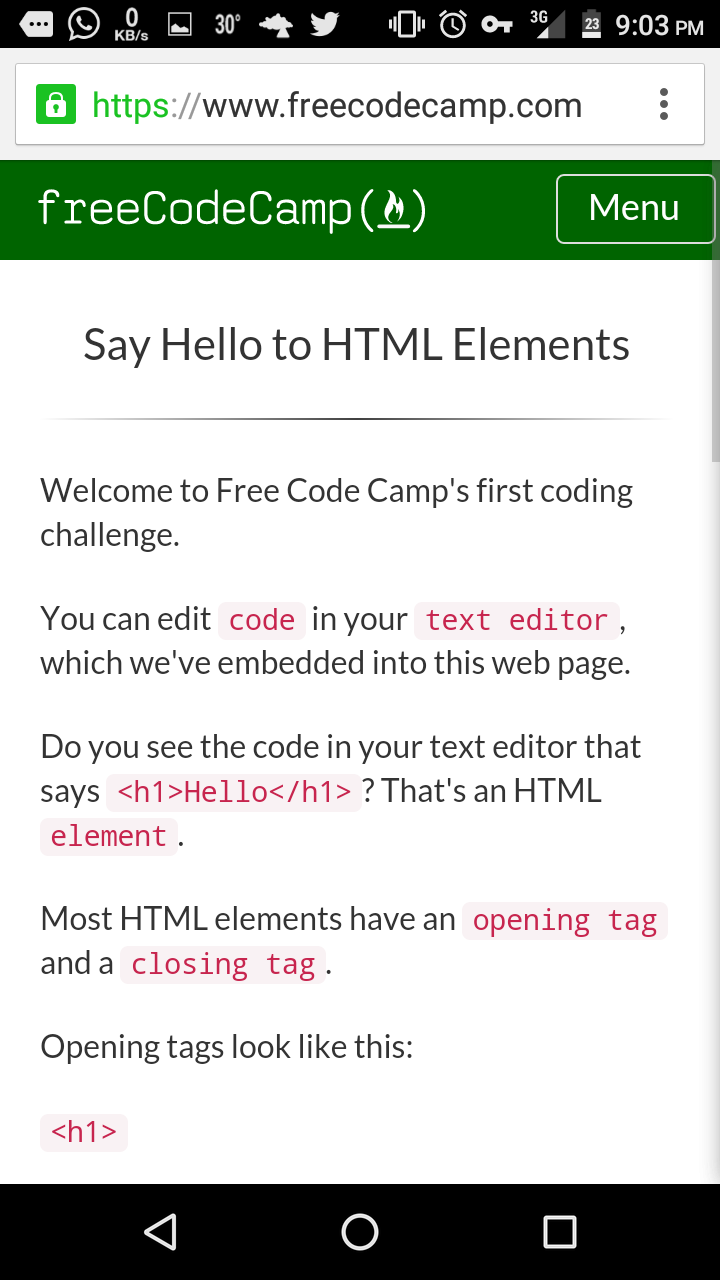 0
KB/s
30°
3G
23
9:03 PM
https://www.freecodecamp.com
freeCodeCamp( )
Menu
Say Hello to HTML Elements
Welcome to Free Code Camp's first coding
challenge.
You can edit code in your text editor,
which we've embedded into this web page.
Do you see the code in your text editor that
says <h1>Hello</h1>? That's an HTML
element.
Most HTML elements have an opening tag
and a closing tag.
Opening tags look like this:
<h1>